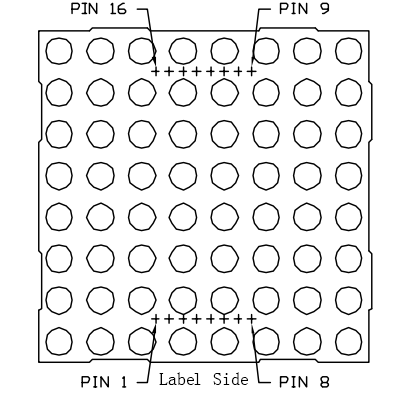 PIN 16
PIN 9
PIN 1
Label Side
PIN 8